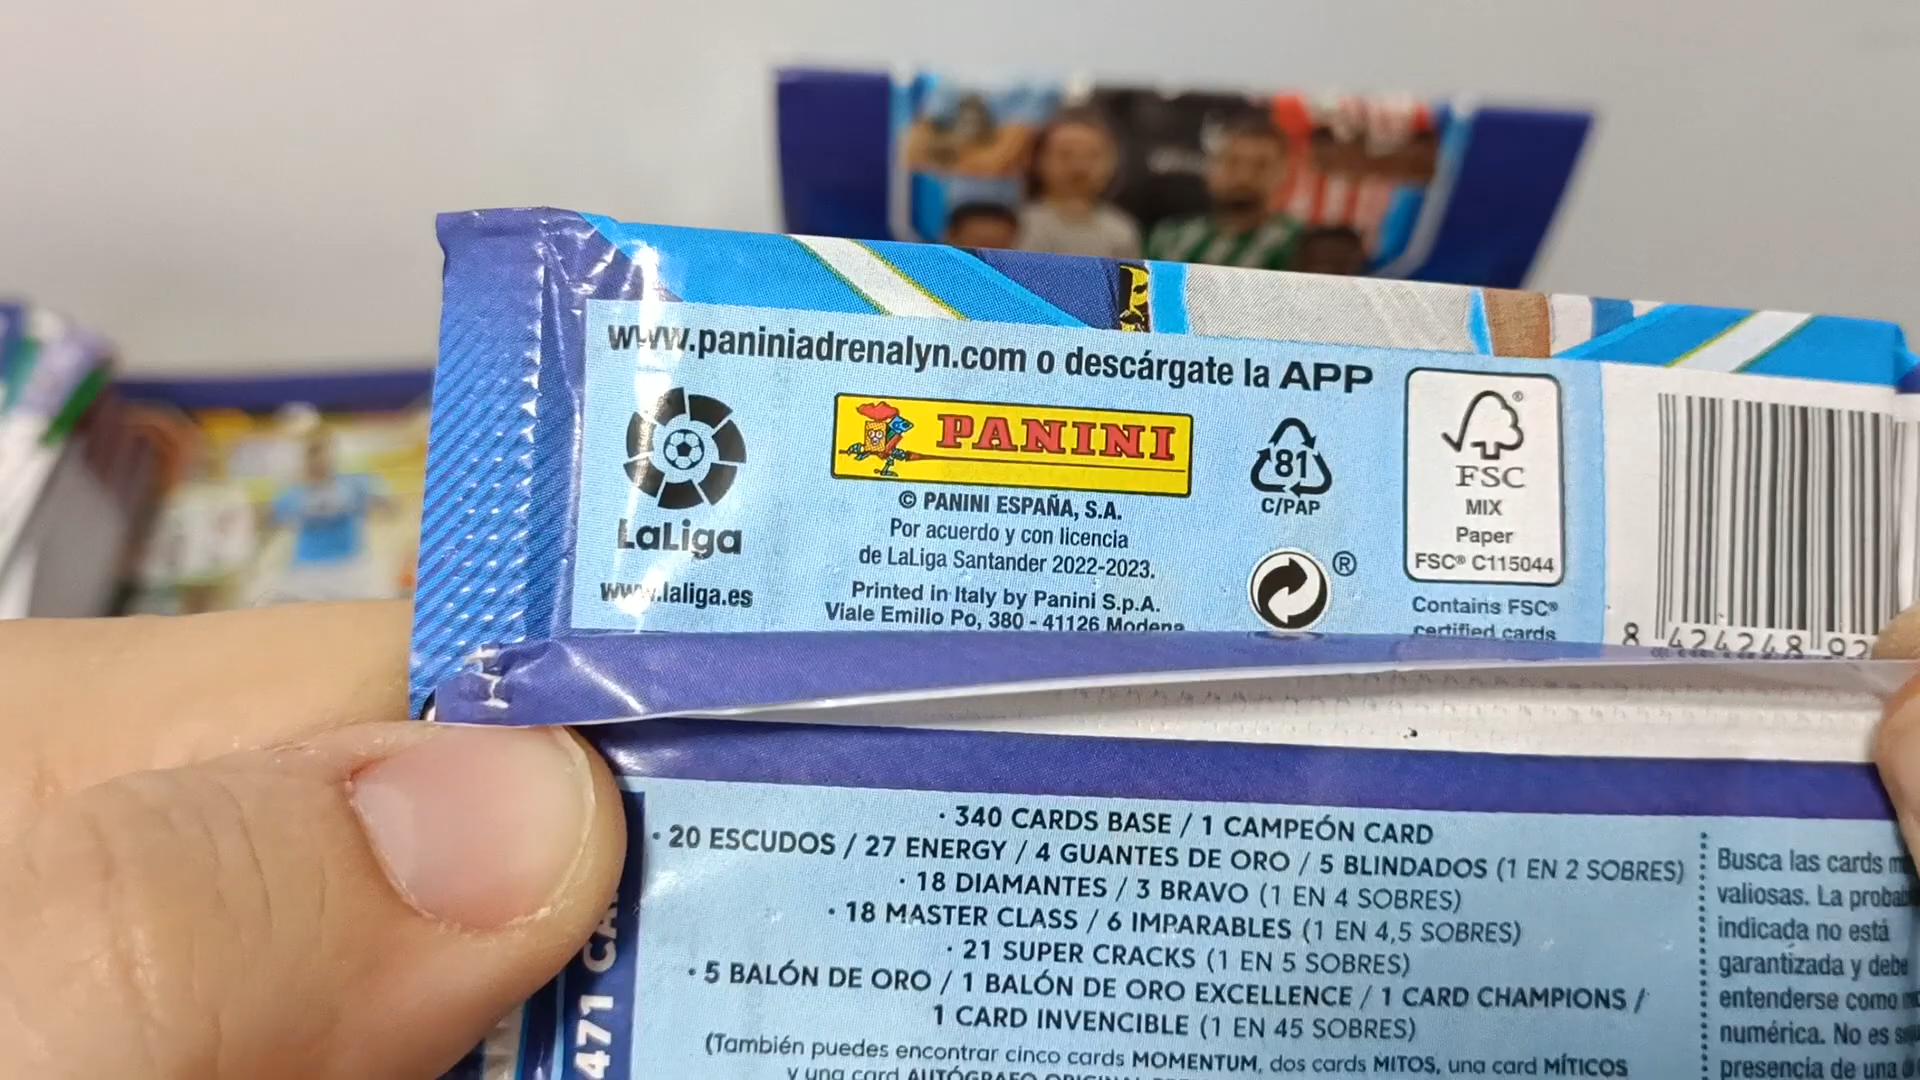 www.paniniadrenalyn.com o descárgate la APP
LaLiga
www.laliga.es
PANINI
© PANINI ESPAÑA, S.A.
Por acuerdo y con licencia
de LaLiga Santander 2022-2023.
Printed in Italy by Panini S.p.A.
Viale Emilio Po, 380 - 41126 Modena
81
C/PAP
®
FSC
MIX
Paper
FSC® C115044
Contains FSC®
certified cards
8 424248 92
· 340 CARDS BASE / 1 CAMPEÓN CARD
· 20 ESCUDOS / 27 ENERGY / 4 GUANTES DE ORO / 5 BLINDADOS (1 EN 2 SOBRES)
· 18 DIAMANTES / 3 BRAVO (1 EN 4 SOBRES)
· 18 MASTER CLASS / 6 IMPARABLES (1 EN 4,5 SOBRES)
· 21 SUPER CRACKS (1 EN 5 SOBRES)
· 5 BALÓN DE ORO / 1 BALÓN DE ORO EXCELLENCE / 1 CARD CHAMPIONS /
1 CARD INVENCIBLE (1 EN 45 SOBRES)
(También puedes encontrar cinco cards MOMENTUM, dos cards MITOS, una card MÍTICOS
y una card AUTÓGRAFO ORIGINAL
471
Busca las cards
valiosas. La
indicada no está
garantizada y debe
entenderse como
numérica. No es
presencia de una